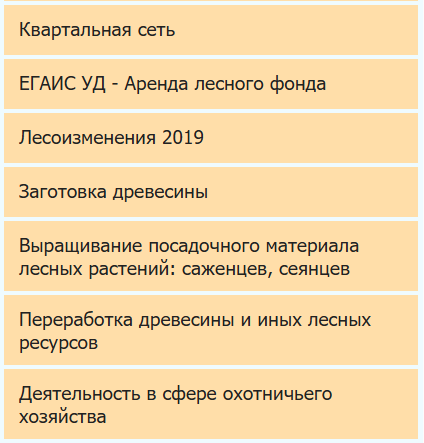 Квартальная сеть
ЕГАИС УД - Аренда лесного фонда
Лесоизменения 2019
Заготовка древесины
Выращивание посадочного материала
лесных растений: саженцев, сеянцев
Переработка древесины и иных лесных
ресурсов
Деятельность в сфере охотничьего
хозяйства